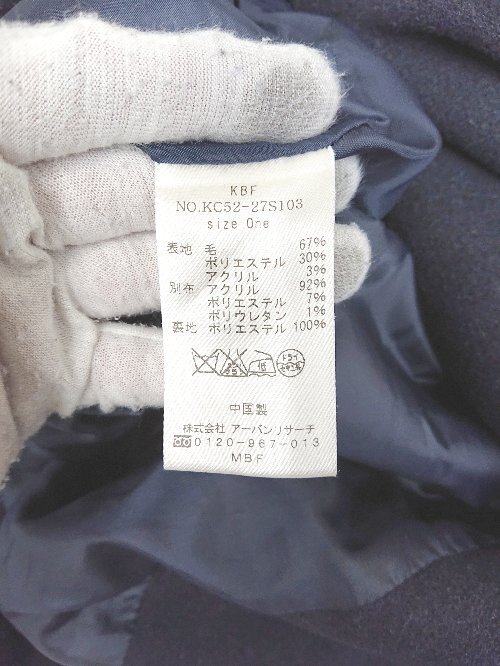 KBF
NO.KC52-27S103
size One
表地 毛 67%
ポリエステル 30%
アクリル 3%
別布 アクリル 92%
ポリエステル 7%
ポリウレタン 1%
裏地 ポリエステル 100%
ドライ
中国製
株式会社 アーバンリサーチ
0120-967-013
MBF